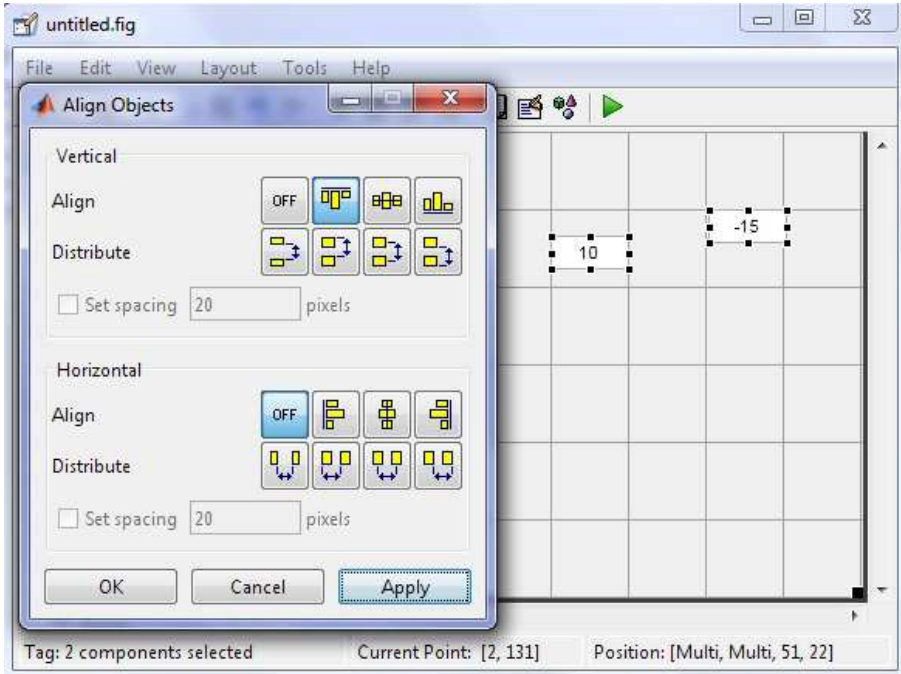 untitled.fig
File Edit View Layout Tools Help
Align Objects
Vertical
Align OFF
Distribute
Set spacing 20 pixels
Horizontal
Align OFF
Distribute
Set spacing 20 pixels
OK Cancel Apply
10
-15
Tag: 2 components selected Current Point: [2, 131] Position: [Multi, Multi, 51, 22]